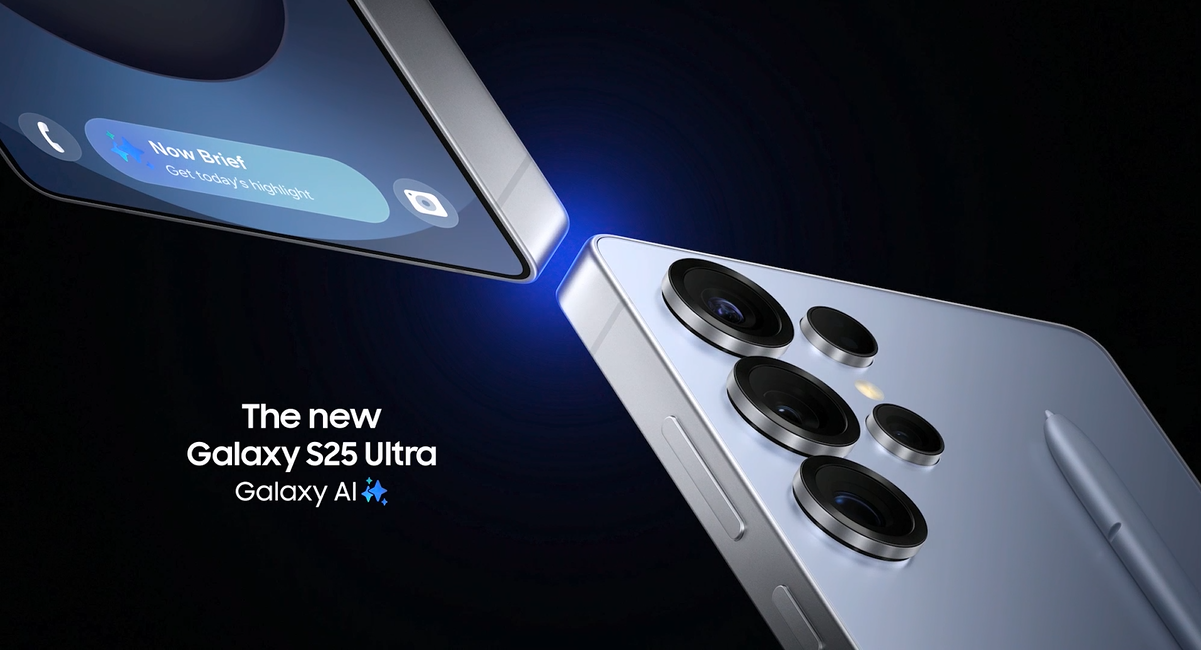 Now Brief
Get today's highlight
The new
Galaxy S25 Ultra
Galaxy AI